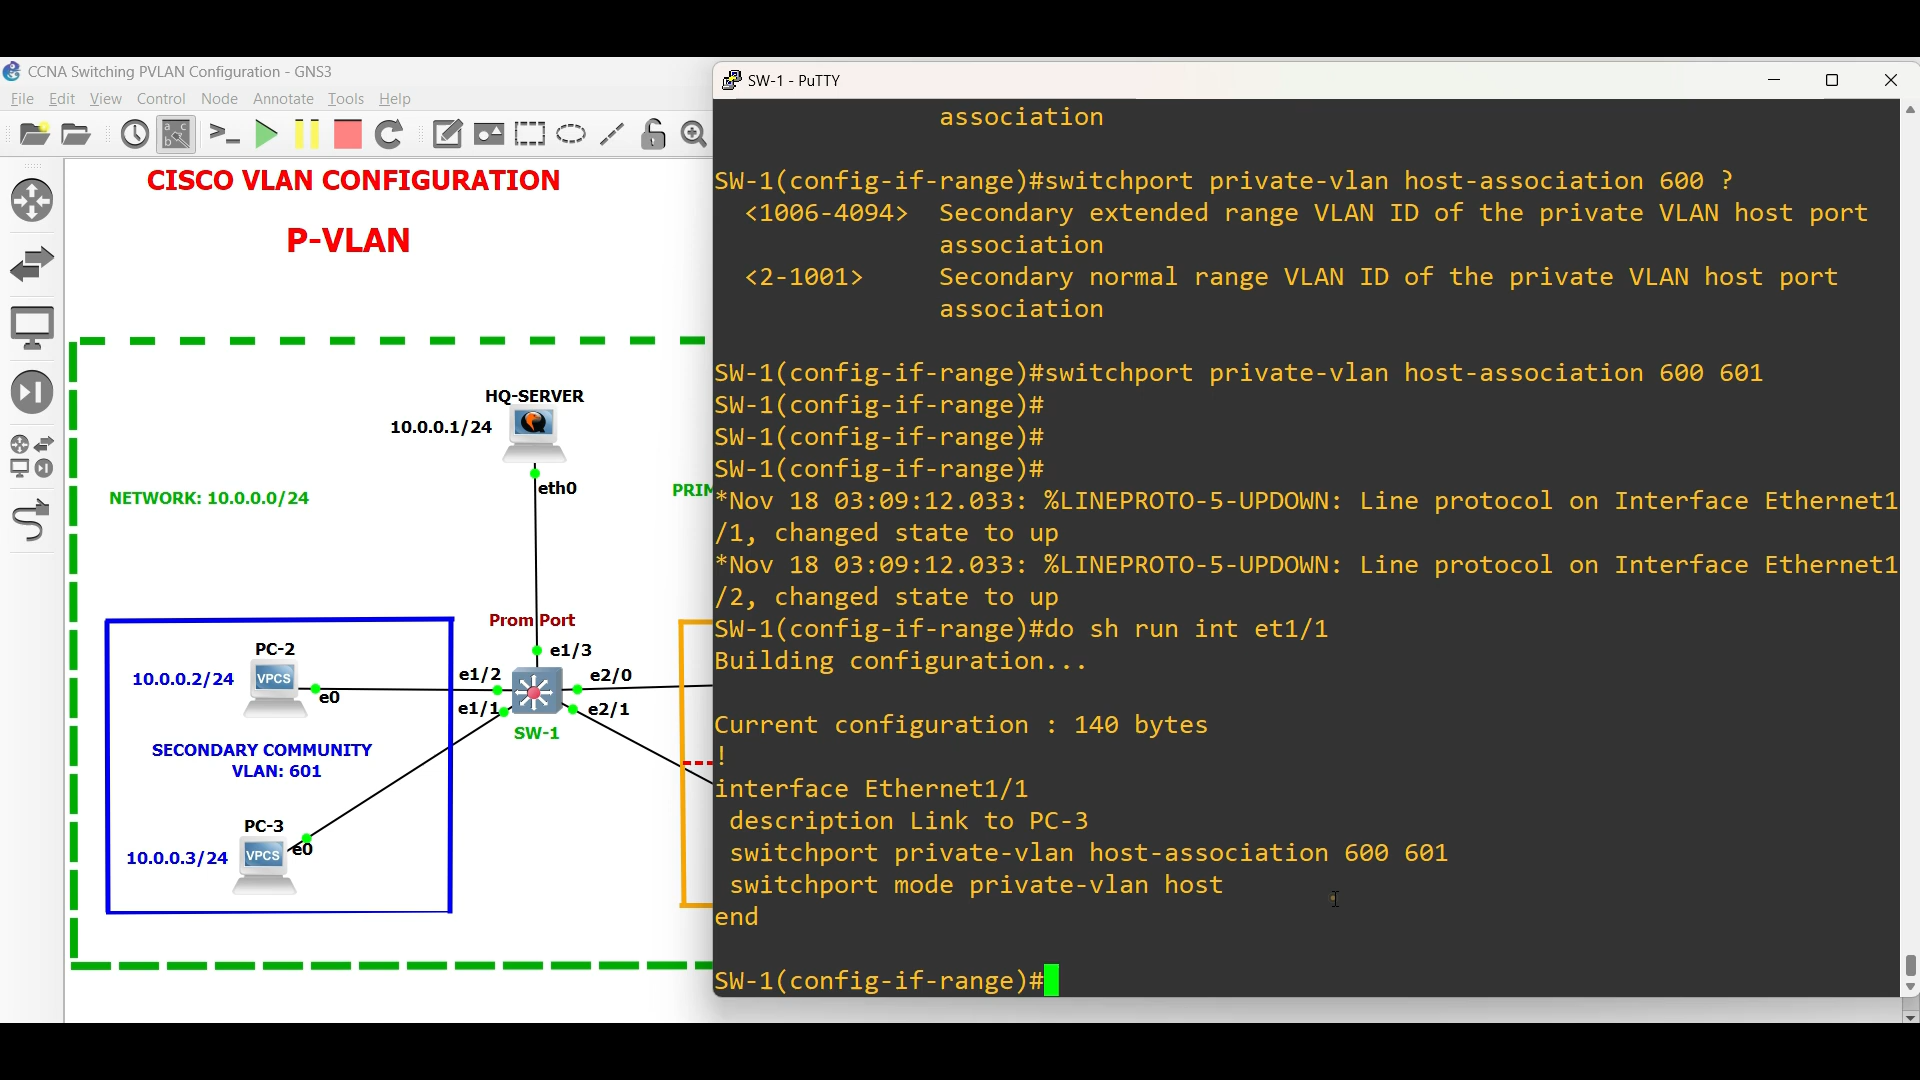 CCNA Switching PVLAN Configuration - GNS3
File Edit View Control Node Annotate Tools Help
CISCO VLAN CONFIGURATION
P-VLAN
HQ-SERVER
10.0.0.1/24
eth0
NETWORK: 10.0.0.0/24
PRIM
Prom Port
e1/3
PC-2
10.0.0.2/24
VPCS
e0
e1/2
e2/0
e1/1
e2/1
SW-1
SECONDARY COMMUNITY
VLAN: 601
PC-3
10.0.0.3/24
VPCS
e0
SW-1 - PuTTY
association
SW-1(config-if-range)#switchport private-vlan host-association 600 ?
<1006-4094> Secondary extended range VLAN ID of the private VLAN host port
association
<2-1001> Secondary normal range VLAN ID of the private VLAN host port
association
SW-1(config-if-range)#switchport private-vlan host-association 600 601
SW-1(config-if-range)#
SW-1(config-if-range)#
SW-1(config-if-range)#
*Nov 18 03:09:12.033: %LINEPROTO-5-UPDOWN: Line protocol on Interface Ethernet1
/1, changed state to up
*Nov 18 03:09:12.033: %LINEPROTO-5-UPDOWN: Line protocol on Interface Ethernet1
/2, changed state to up
SW-1(config-if-range)#do sh run int et1/1
Building configuration...
Current configuration : 140 bytes
!
interface Ethernet1/1
description Link to PC-3
switchport private-vlan host-association 600 601
switchport mode private-vlan host
end
SW-1(config-if-range)#